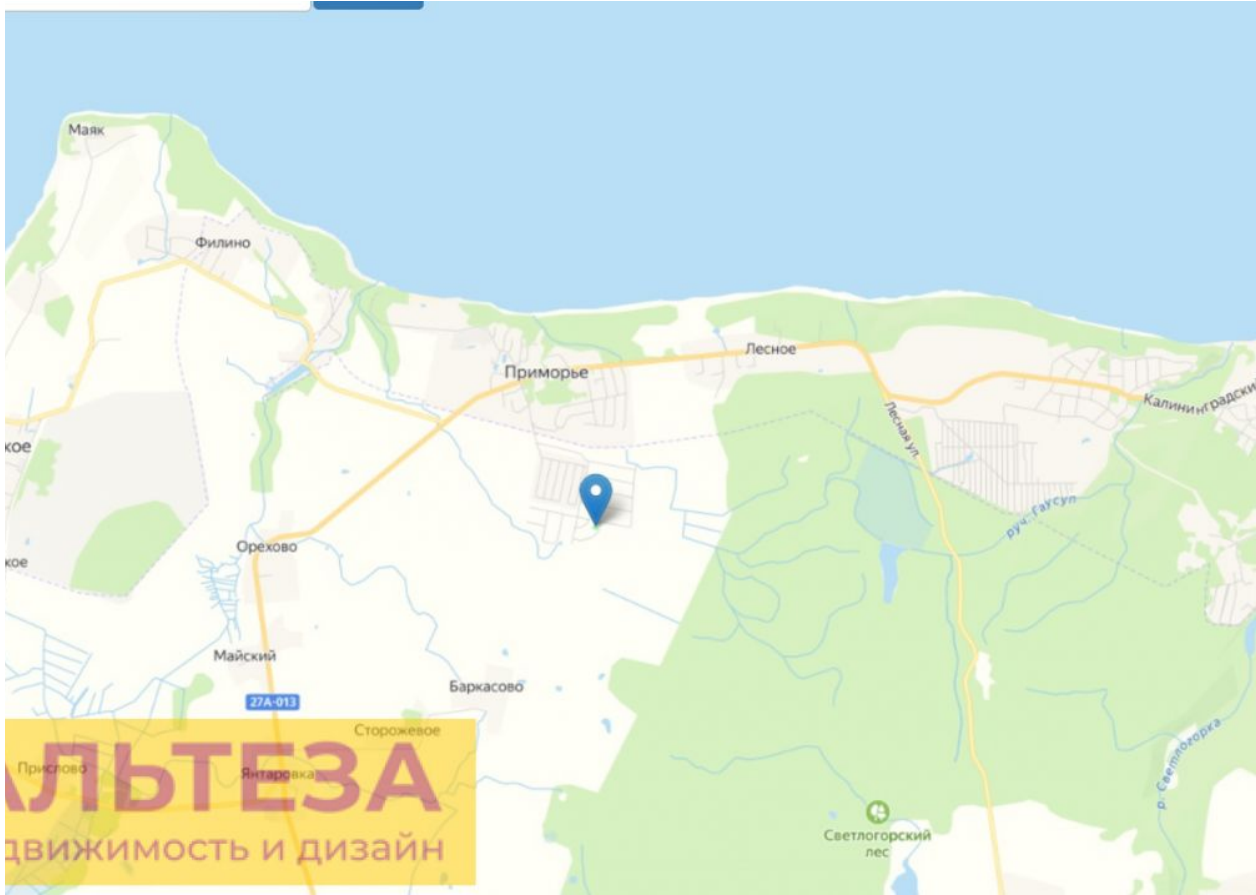 Маяк
Филино
Лесное
Приморье
Калининградский
Лесная ул.
кое
руч. Гаусуп
Орехово
кое
Майский
Баркасово
27А-013
Сторожевое
р. Светлогорка
АЛЬТЕЗА
Прислово
Янтаровка
Светлогорский
лес
движимость и дизайн